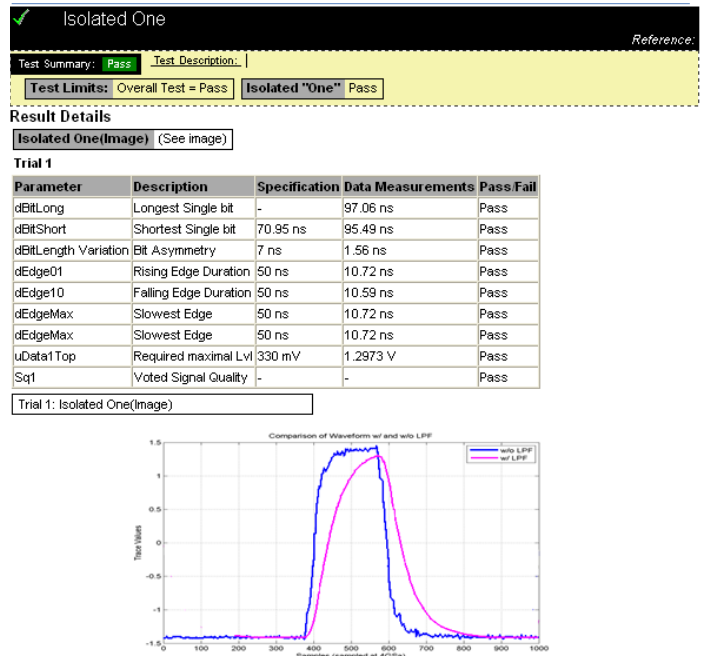 Isolated One
Reference:
Test Summary: Pass Test Description:
Test Limits: Overall Test = Pass Isolated "One" Pass
Result Details
Isolated One(Image) (See image)
Trial 1
Parameter Description Specification Data Measurements Pass/Fail
dBitLong Longest Single bit - 97.06 ns Pass
dBitShort Shortest Single bit 70.95 ns 95.49 ns Pass
dBitLength Variation Bit Asymmetry 7 ns 1.56 ns Pass
dEdge01 Rising Edge Duration 50 ns 10.72 ns Pass
dEdge10 Falling Edge Duration 50 ns 10.59 ns Pass
dEdgeMax Slowest Edge 50 ns 10.72 ns Pass
dEdgeMax Slowest Edge 50 ns 10.72 ns Pass
uData1Top Required maximal Lvl 330 mV 1.2973 V Pass
Sq1 Voted Signal Quality - - Pass
Trial 1: Isolated One(Image)
Comparison of Waveform w/ and w/o LPF
w/o LPF
w/ LPF
Trace Values
1.5
1
0.5
0
-0.5
-1
-1.5
0 100 200 300 400 500 600 700 800 900 1000
Samples (sampled at 4GSa)